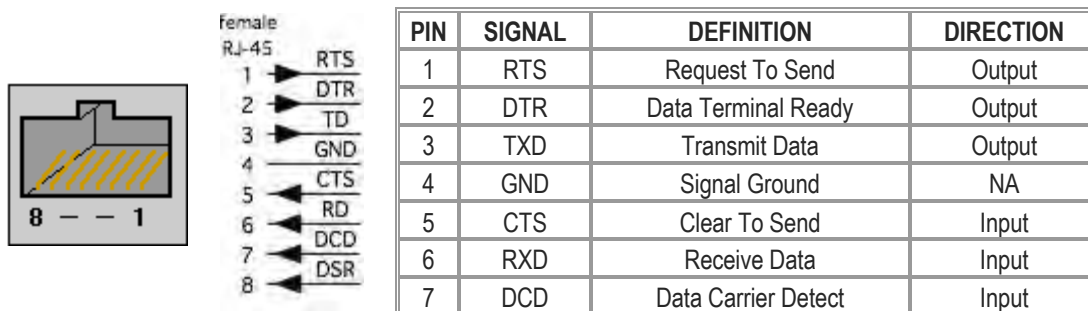 8 – – 1
female
RJ-45
1 RTS
2 DTR
3 TD
4 GND
5 CTS
6 RD
7 DCD
8 DSR
PIN SIGNAL DEFINITION DIRECTION
1 RTS Request To Send Output
2 DTR Data Terminal Ready Output
3 TXD Transmit Data Output
4 GND Signal Ground NA
5 CTS Clear To Send Input
6 RXD Receive Data Input
7 DCD Data Carrier Detect Input